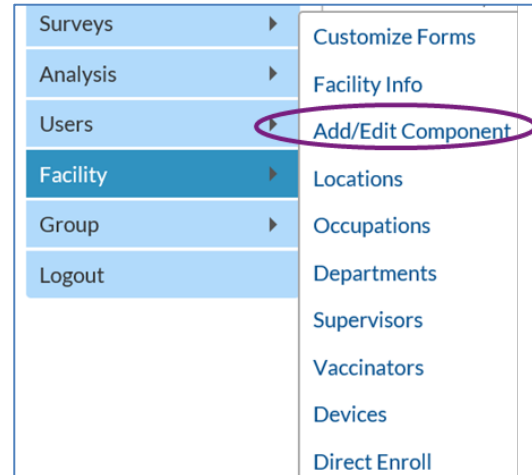 Surveys
Analysis
Users
Facility
Group
Logout
Customize Forms
Facility Info
Add/Edit Component
Locations
Occupations
Departments
Supervisors
Vaccinators
Devices
Direct Enroll